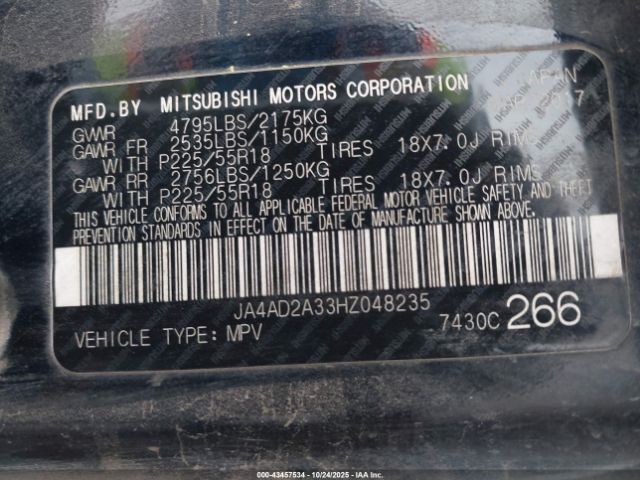 MFD.BY MITSUBISHI MOTORS CORPORATION JAPAN
GVWR 4795LBS/2175KG 2017
GAWR FR 2535LBS/1150KG
WITH P225/55R18 TIRES 18X7.0J RIMS
GAWR RR 2756LBS/1250KG
WITH P225/55R18 TIRES 18X7.0J RIMS
THIS VEHICLE CONFORMS TO ALL APPLICABLE FEDERAL MOTOR VEHICLE SAFETY AND THEFT
PREVENTION STANDARDS IN EFFECT ON THE DATE OF MANUFACTURE SHOWN ABOVE.
JA4AD2A33HZ048235
VEHICLE TYPE: MPV 7430C 266
000-43457534 - 10/24/2025 - IAA Inc.